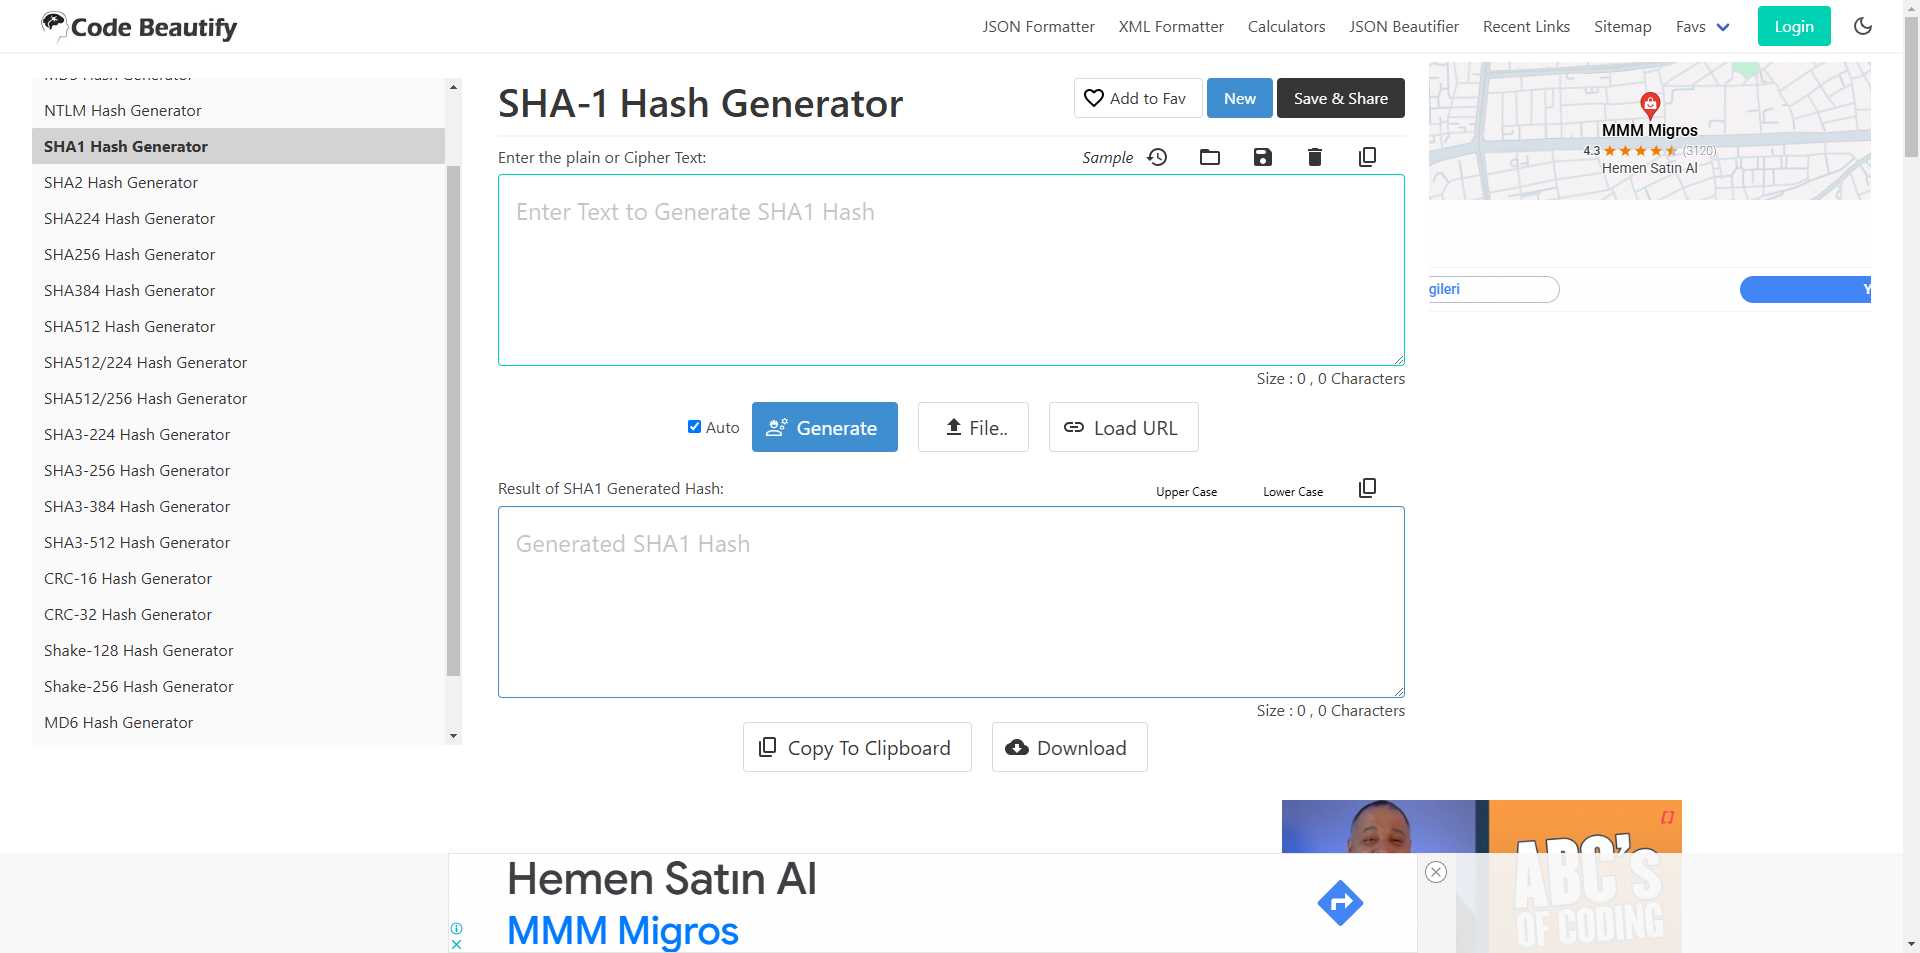 Code Beautify
JSON Formatter XML Formatter Calculators JSON Beautifier Recent Links Sitemap Favs Login
NTLM Hash Generator
SHA1 Hash Generator
SHA2 Hash Generator
SHA224 Hash Generator
SHA256 Hash Generator
SHA384 Hash Generator
SHA512 Hash Generator
SHA512/224 Hash Generator
SHA512/256 Hash Generator
SHA3-224 Hash Generator
SHA3-256 Hash Generator
SHA3-384 Hash Generator
SHA3-512 Hash Generator
CRC-16 Hash Generator
CRC-32 Hash Generator
Shake-128 Hash Generator
Shake-256 Hash Generator
MD6 Hash Generator
SHA-1 Hash Generator
Add to Fav New Save & Share
Enter the plain or Cipher Text: Sample
Enter Text to Generate SHA1 Hash
Size : 0 , 0 Characters
Auto Generate File.. Load URL
Result of SHA1 Generated Hash: Upper Case Lower Case
Generated SHA1 Hash
Size : 0 , 0 Characters
Copy To Clipboard Download
MMM Migros
4.3 (3120)
Hemen Satın Al
gileri Y
ABC's
OF CODING
Hemen Satın Al
MMM Migros